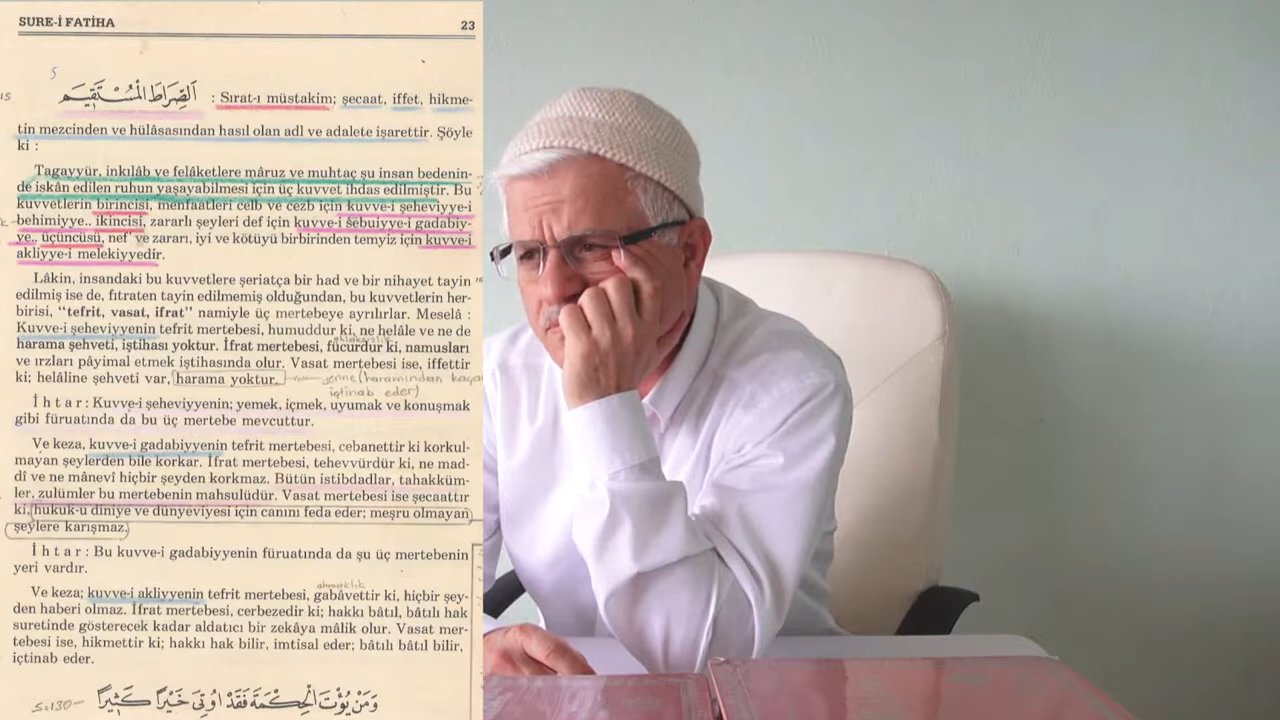 SURE-İ FATİHA 23
اَلصِّرَاطَ الْمُسْتَقِيمَ : Sırat-ı müstakim; şecaat, iffet, hikme-
tin mezcinden ve hülâsasından hasıl olan adl ve adalete işarettir. Şöyle
ki :
Tagayyür, inkılâb ve felâketlere mâruz ve muhtaç şu insan bedenin-
de iskân edilen ruhun yaşayabilmesi için üç kuvvet ihdas edilmiştir. Bu
kuvvetlerin birincisi, menfaatleri celb ve cezb için kuvve-i şeheviyye-i
behimiyye.. ikincisi, zararlı şeyleri def için kuvve-i sebuiyye-i gadabiy-
ye.. üçüncüsü, nef' ve zararı, iyi ve kötüyü birbirinden temyiz için kuvve-i
akliyye-i melekiyyedir.
Lâkin, insandaki bu kuvvetlere şeriatça bir had ve bir nihayet tayin
edilmiş ise de, fıtraten tayin edilmemiş olduğundan, bu kuvvetlerin her-
birisi, "tefrit, vasat, ifrat" namiyle üç mertebeye ayrılırlar. Meselâ :
Kuvve-i şeheviyyenin tefrit mertebesi, humuddur ki, ne helâle ve ne de
harama şehveti, iştihası yoktur. İfrat mertebesi, fücurdur ki, namusları
ve ırzları pâyimal etmek iştihasında olur. Vasat mertebesi ise, iffettir
ki; helâline şehveti var, harama yoktur. yerine (haramından kaça
içtinab eder)
İhtar : Kuvve-i şeheviyyenin; yemek, içmek, uyumak ve konuşmak
gibi füruatında da bu üç mertebe mevcuttur.
Ve keza, kuvve-i gadabiyyenin tefrit mertebesi, cebanettir ki korkul-
mayan şeylerden bile korkar. İfrat mertebesi, tehevvürdür ki, ne mad-
dî ve ne mânevî hiçbir şeyden korkmaz. Bütün istibdadlar, tahakküm-
ler, zulümler bu mertebenin mahsulüdür. Vasat mertebesi ise şecaattır
ki, hukuk-u diniye ve dünyeviyesi için canını feda eder; meşru olmayan
şeylere karışmaz.
İhtar : Bu kuvve-i gadabiyyenin füruatında da şu üç mertebenin
yeri vardır.
ahmaklık
Ve keza; kuvve-i akliyyenin tefrit mertebesi, gabâvettir ki, hiçbir şey-
den haberi olmaz. İfrat mertebesi, cerbezedir ki; hakkı bâtıl, bâtılı hak
suretinde gösterecek kadar aldatıcı bir zekâya mâlik olur. Vasat mer-
tebesi ise, hikmettir ki; hakkı hak bilir, imtisal eder; bâtılı bâtıl bilir,
içtinab eder.
S:130 وَمَنْ يُؤْتَ الْحِكْمَةَ فَقَدْ اُوتِىَ خَيْرًا كَثِيرًا